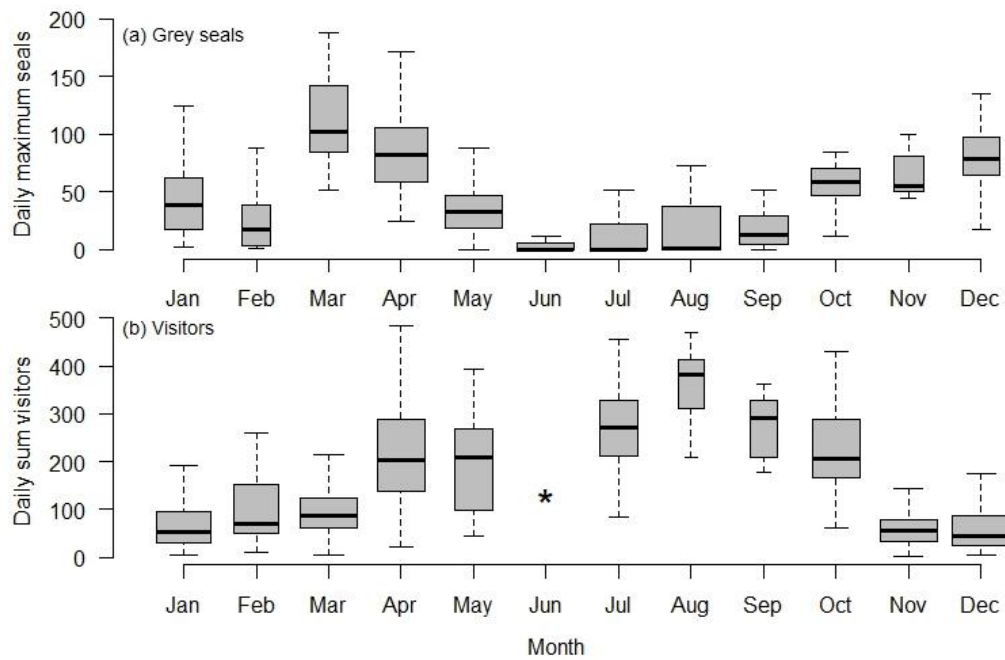 (a) Grey seals
Daily maximum seals
200
150
100
50
0
Jan Feb Mar Apr May Jun Jul Aug Sep Oct Nov Dec
(b) Visitors
Daily sum visitors
500
400
300
200
100
0
*
Jan Feb Mar Apr May Jun Jul Aug Sep Oct Nov Dec
Month